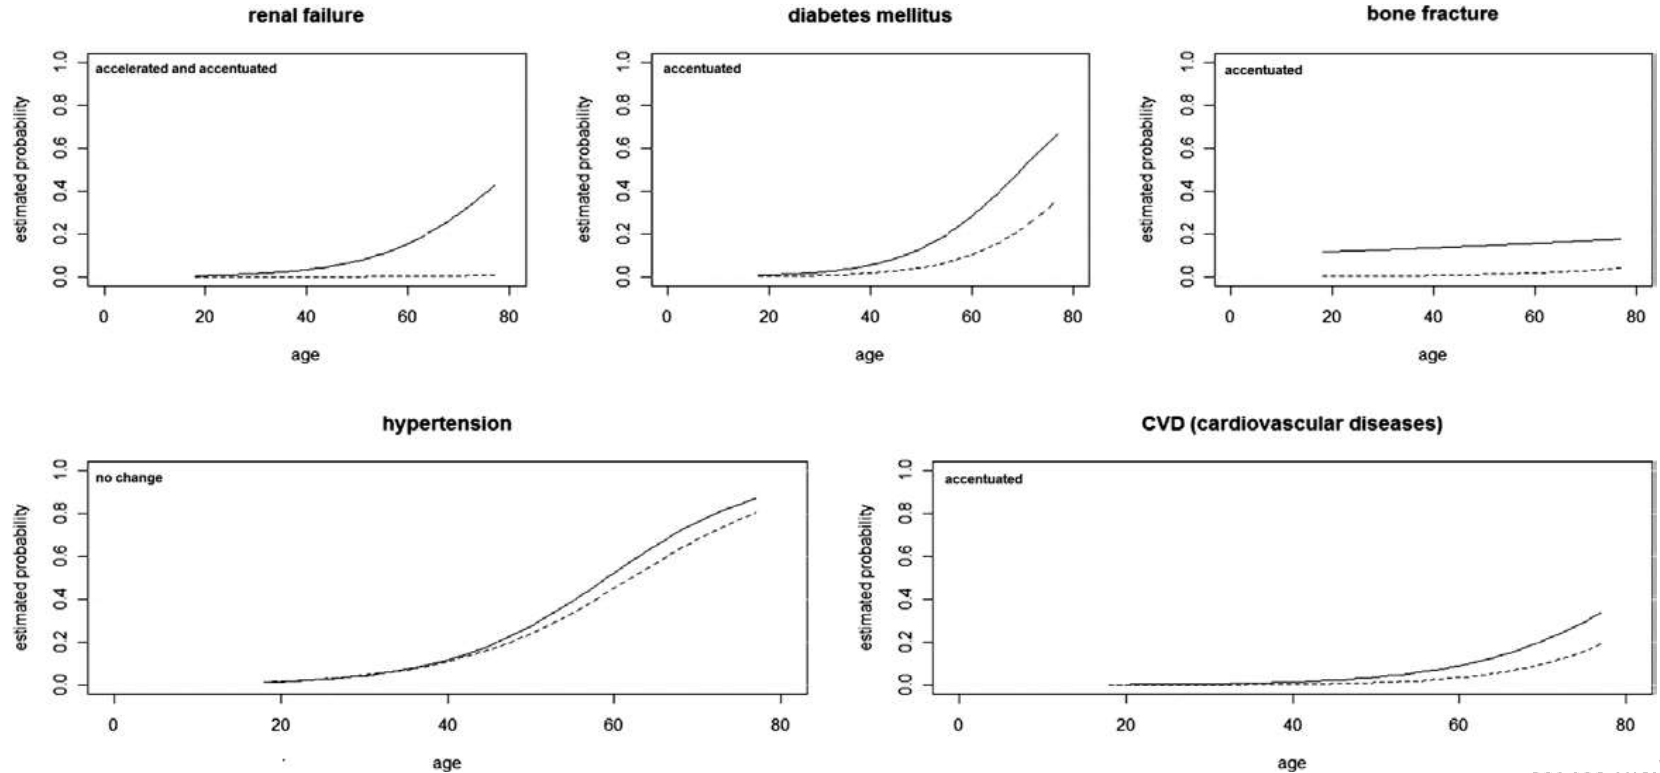 renal failure
diabetes mellitus
bone fracture
accelerated and accentuated
accentuated
accentuated
estimated probability
0.0 0.2 0.4 0.6 0.8 1.0
0 20 40 60 80
age
estimated probability
0.0 0.2 0.4 0.6 0.8 1.0
0 20 40 60 80
age
estimated probability
0.0 0.2 0.4 0.6 0.8 1.0
0 20 40 60 80
age
hypertension
CVD (cardiovascular diseases)
no change
accentuated
estimated probability
0.0 0.2 0.4 0.6 0.8 1.0
0 20 40 60 80
age
estimated probability
0.0 0.2 0.4 0.6 0.8 1.0
0 20 40 60 80
age